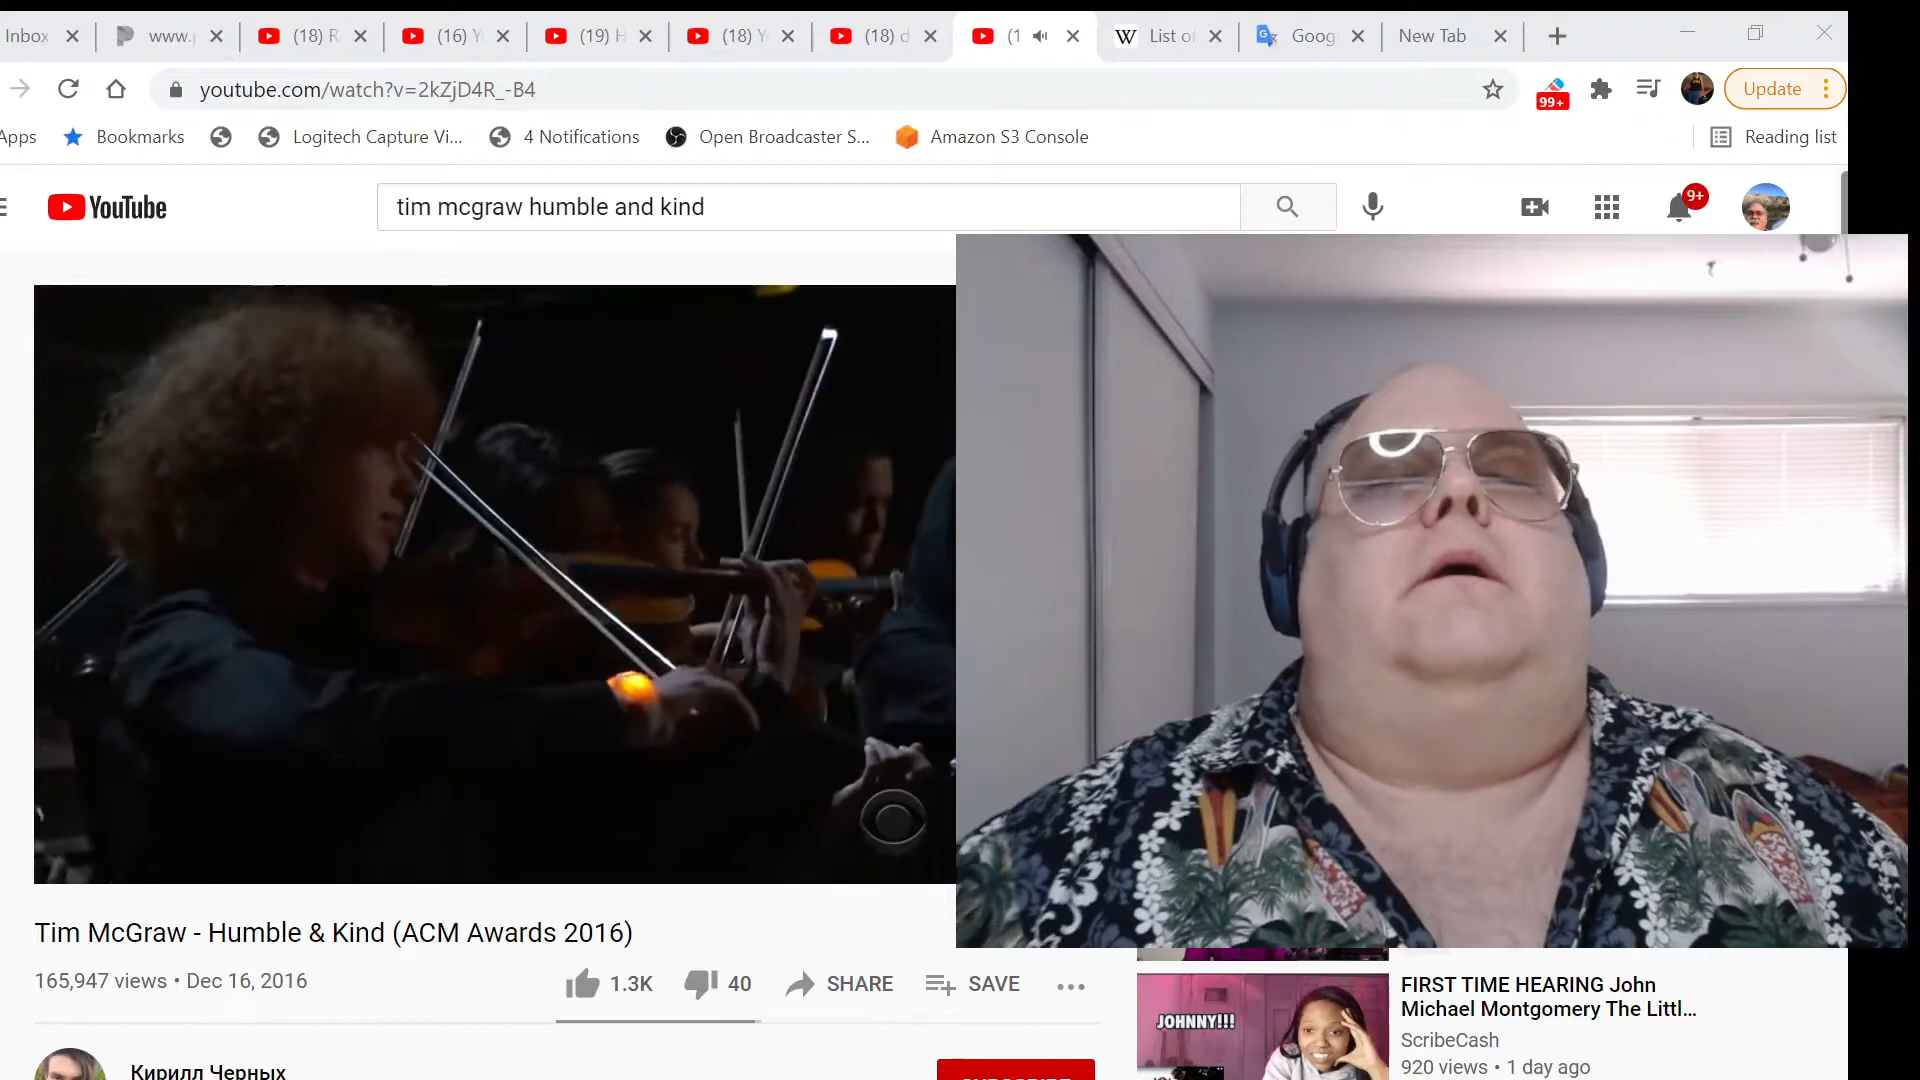 Inbox
www.
(18) R
(16) Y
(19) H
(18) Y
(18) d
(1
W List o
Goog
New Tab
youtube.com/watch?v=2kZjD4R_-B4
99+
Update
Apps
Bookmarks
Logitech Capture Vi...
4 Notifications
Open Broadcaster S...
Amazon S3 Console
Reading list
YouTube
tim mcgraw humble and kind
9+
Tim McGraw - Humble & Kind (ACM Awards 2016)
165,947 views • Dec 16, 2016
1.3K
40
SHARE
SAVE
Кирилл Черных
JOHNNY!!!
FIRST TIME HEARING John
Michael Montgomery The Littl...
ScribeCash
920 views • 1 day ago